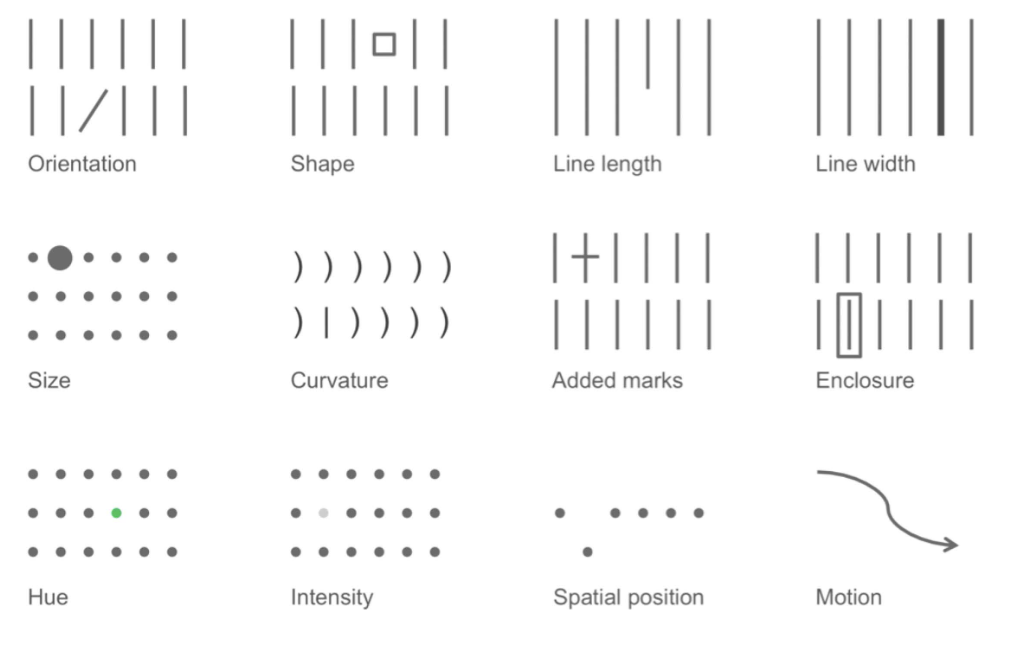 Orientation
Shape
Line length
Line width
Size
Curvature
Added marks
Enclosure
Hue
Intensity
Spatial position
Motion